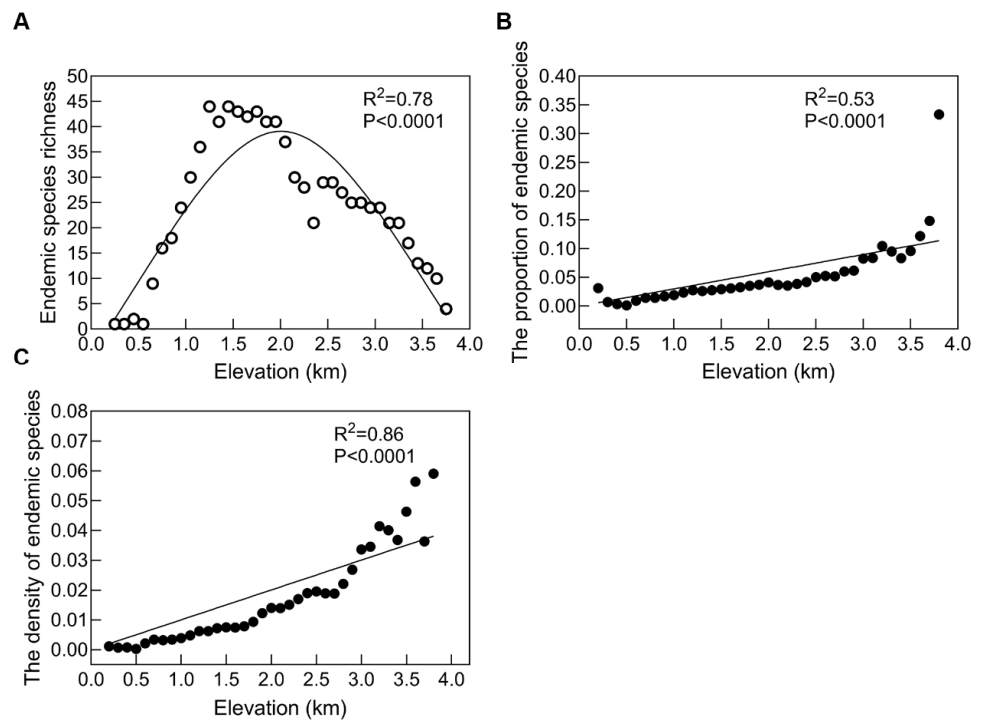 A
Endemic species richness
50
45
40
35
30
25
20
15
10
5
0
R²=0.78
P<0.0001
0.0 0.5 1.0 1.5 2.0 2.5 3.0 3.5 4.0
Elevation (km)
B
The proportion of endemic species
0.40
0.35
0.30
0.25
0.20
0.15
0.10
0.05
0.00
R²=0.53
P<0.0001
0.0 0.5 1.0 1.5 2.0 2.5 3.0 3.5 4.0
Elevation (km)
C
The density of endemic species
0.08
0.07
0.06
0.05
0.04
0.03
0.02
0.01
0.00
R²=0.86
P<0.0001
0.0 0.5 1.0 1.5 2.0 2.5 3.0 3.5 4.0
Elevation (km)